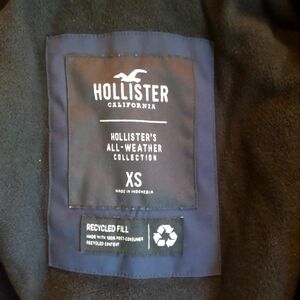 HOLLISTER
CALIFORNIA
HOLLISTER'S
ALL-WEATHER
COLLECTION
XS
MADE IN INDONESIA
RECYCLED FILL
MADE WITH 100% POST-CONSUMER
RECYCLED CONTENT